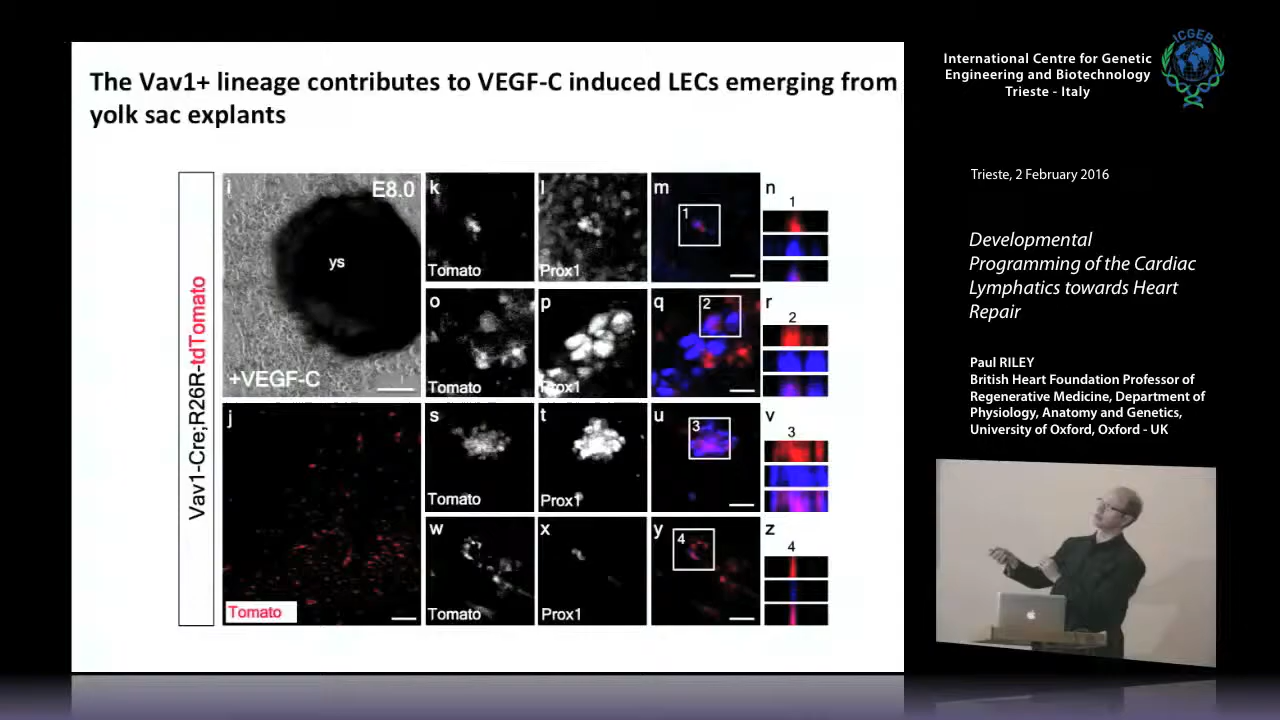 The Vav1+ lineage contributes to VEGF-C induced LECs emerging from
yolk sac explants
Vav1-Cre;R26R-tdTomato
i
E8.0
ys
+VEGF-C
j
Tomato
k
Tomato
l
Prox1
m
1
n
1
o
Tomato
p
Prox1
q
2
r
2
s
Tomato
t
Prox1
u
3
v
3
w
Tomato
x
Prox1
y
4
z
4
ICGEB
International Centre for Genetic
Engineering and Biotechnology
Trieste - Italy
Trieste, 2 February 2016
Developmental
Programming of the Cardiac
Lymphatics towards Heart
Repair
Paul RILEY
British Heart Foundation Professor of
Regenerative Medicine, Department of
Physiology, Anatomy and Genetics,
University of Oxford, Oxford - UK